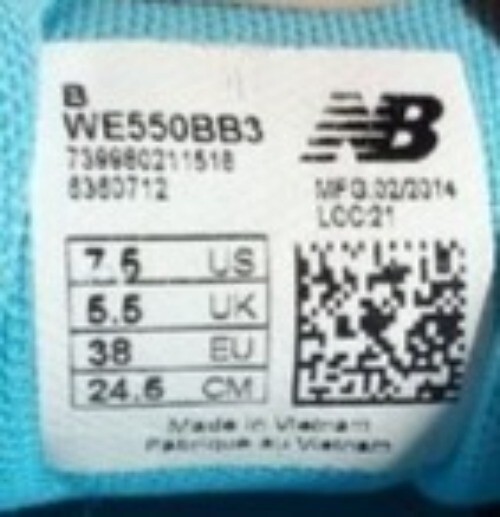 B
WE550BB3
NB
739980211518
8360712
MFG:02/2014
LOC:21
7.5 US
5.5 UK
38 EU
24.5 CM
Made in Vietnam
Fabrique au Vietnam